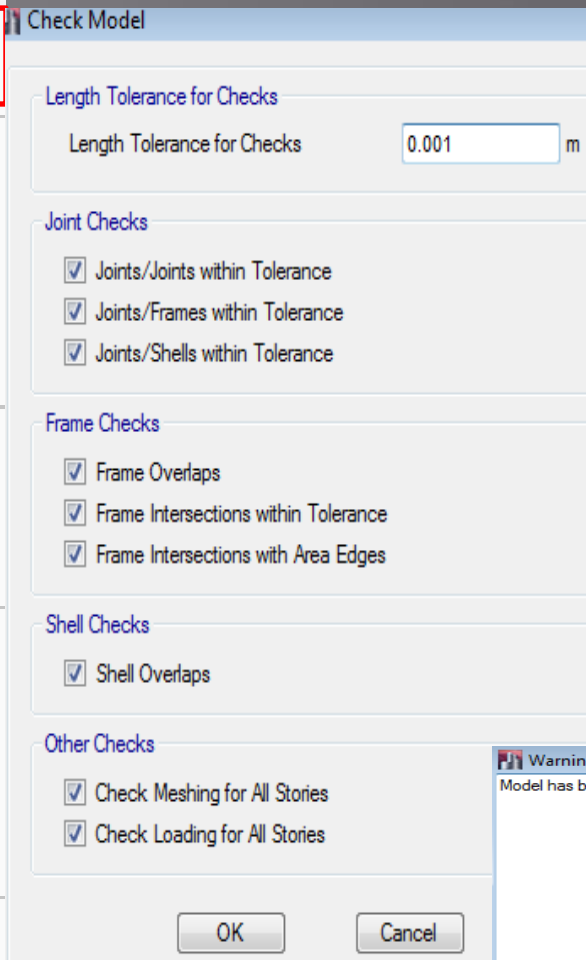 Check Model
Length Tolerance for Checks
Length Tolerance for Checks 0.001 m
Joint Checks
Joints/Joints within Tolerance
Joints/Frames within Tolerance
Joints/Shells within Tolerance
Frame Checks
Frame Overlaps
Frame Intersections within Tolerance
Frame Intersections with Area Edges
Shell Checks
Shell Overlaps
Other Checks
Check Meshing for All Stories
Check Loading for All Stories
OK Cancel
Warnin
Model has b